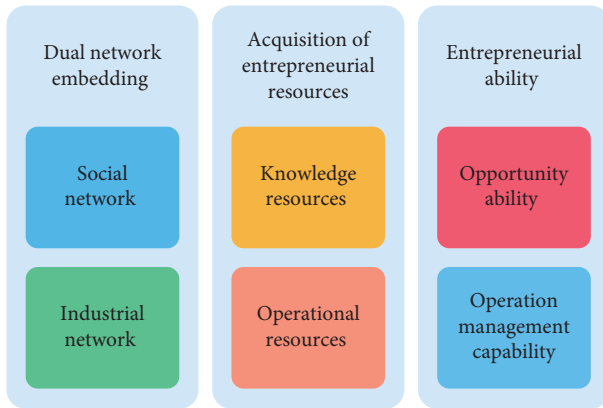 Dual network
embedding
Social
network
Industrial
network
Acquisition of
entrepreneurial
resources
Knowledge
resources
Operational
resources
Entrepreneurial
ability
Opportunity
ability
Operation
management
capability